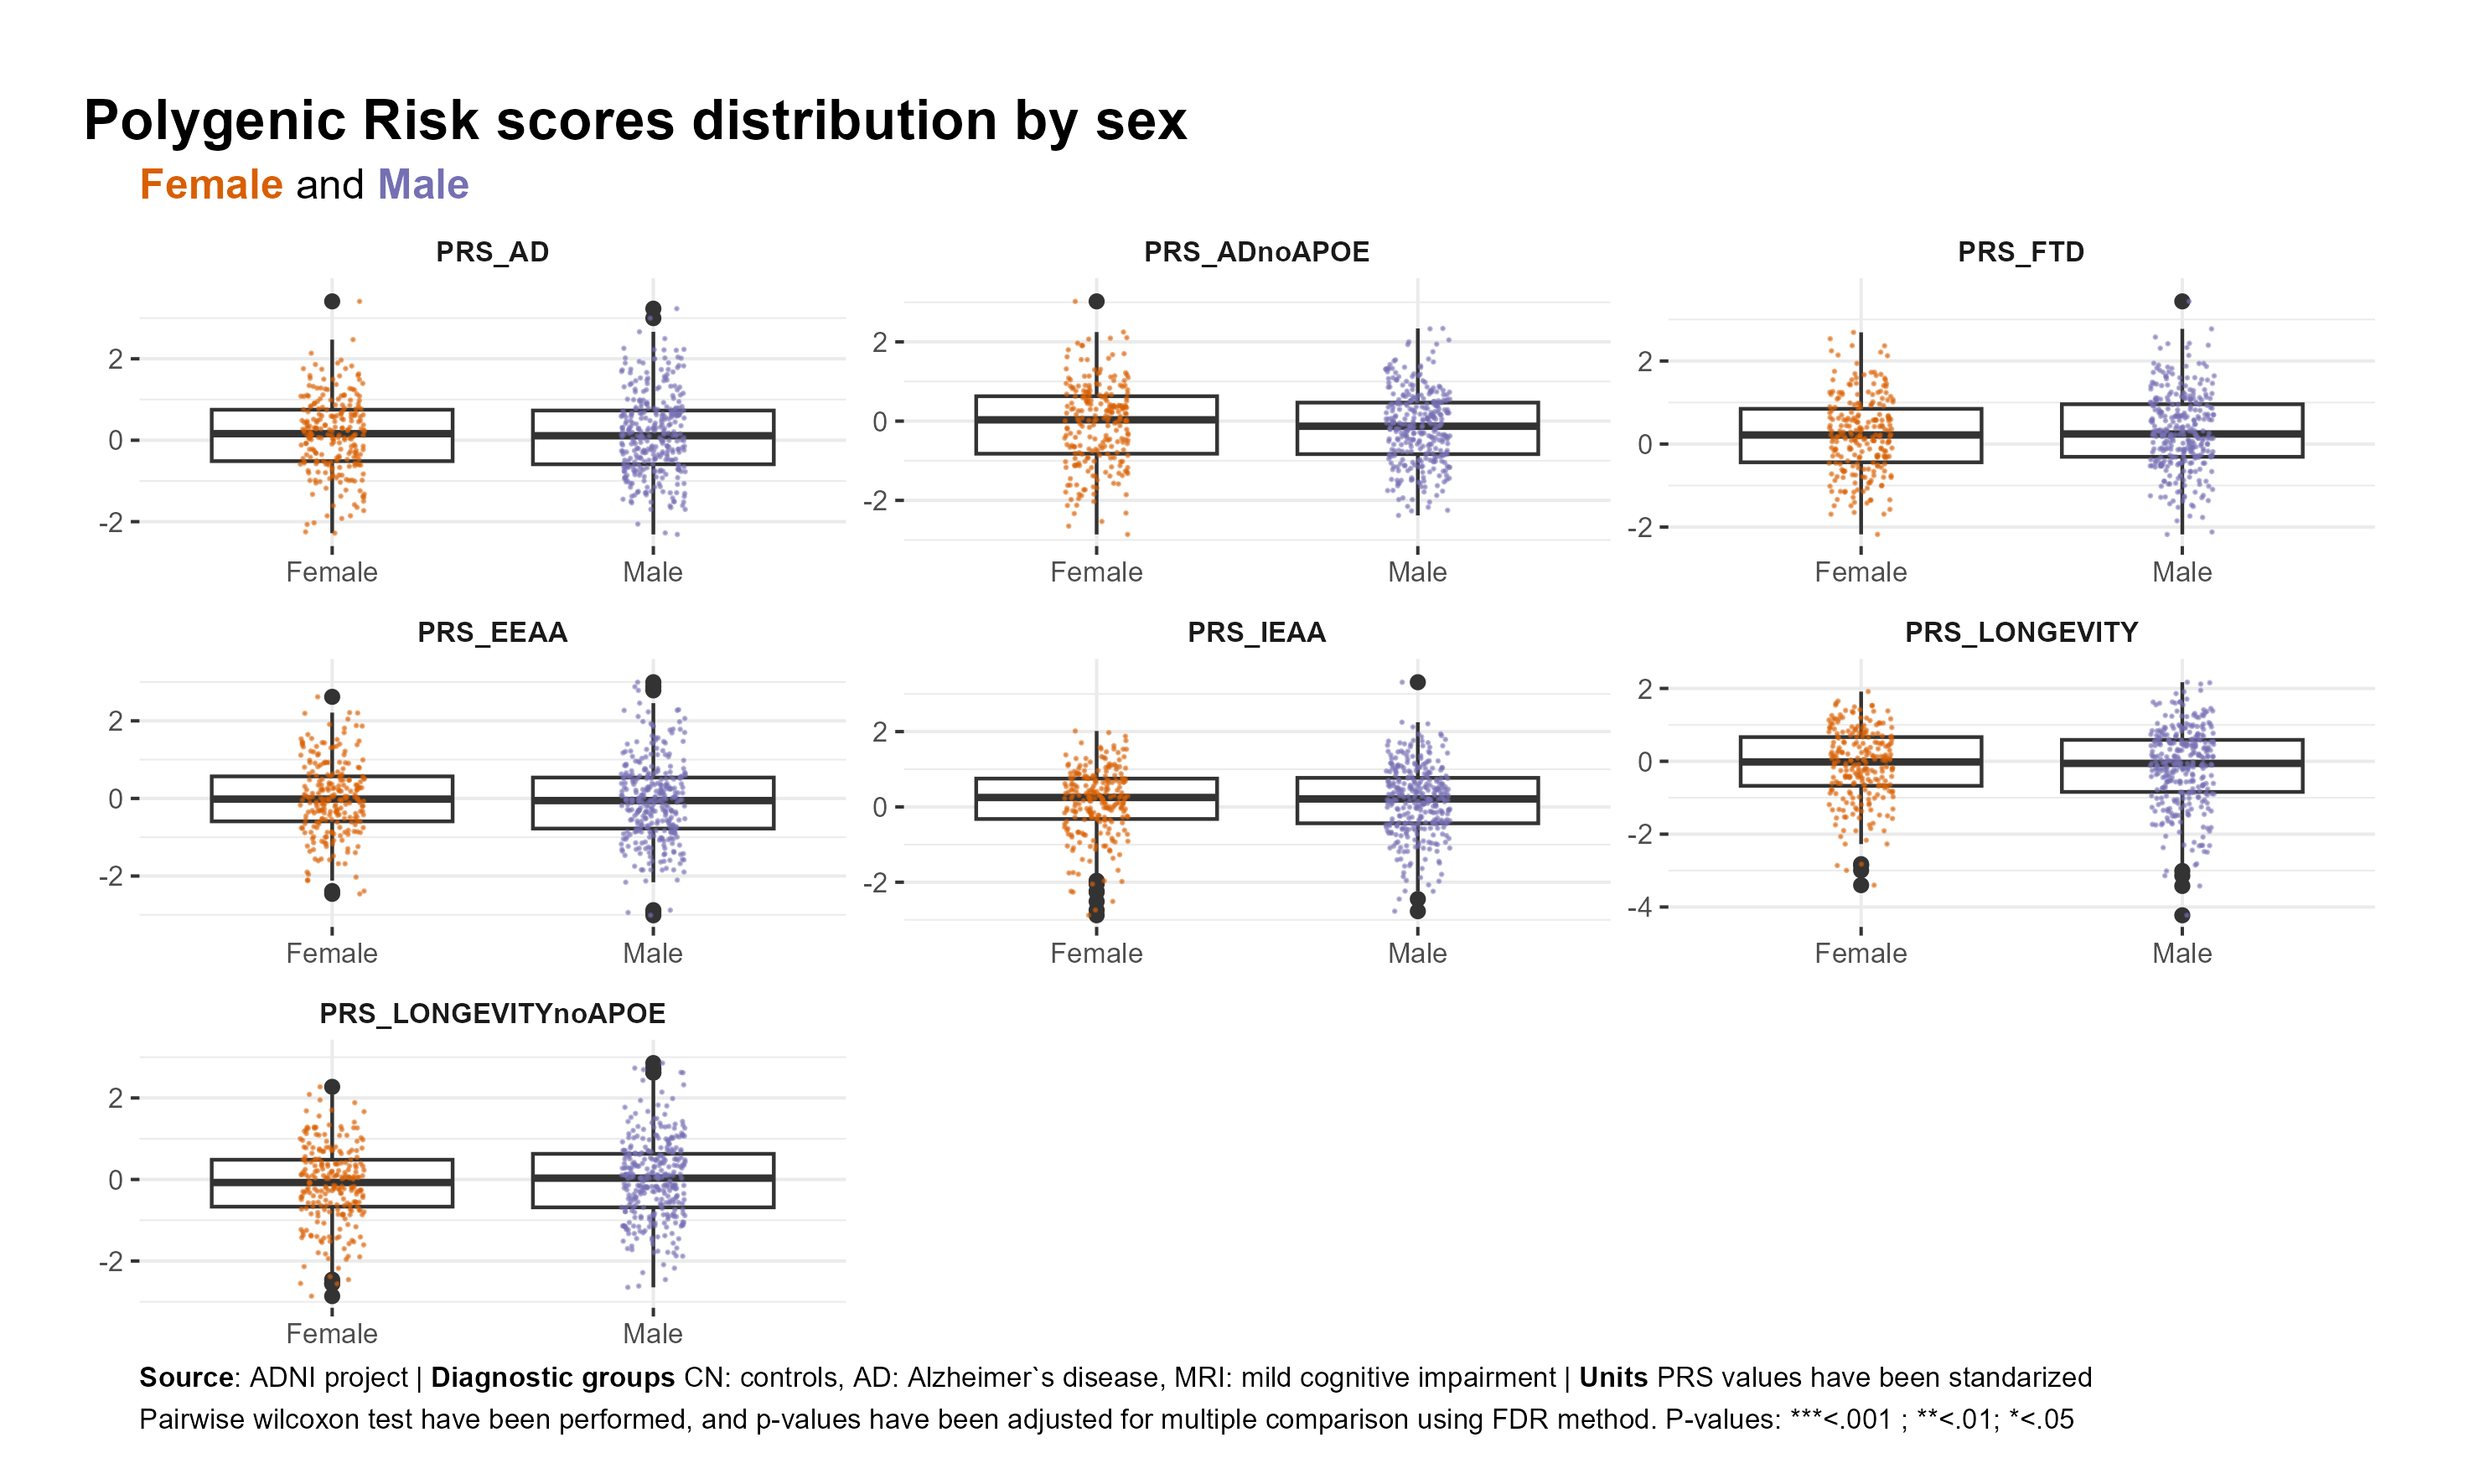 Polygenic Risk scores distribution by sex
Female and Male
PRS_AD
PRS_ADnoAPOE
PRS_FTD
2
0
-2
Female
Male
2
0
-2
Female
Male
2
0
-2
Female
Male
PRS_EEAA
PRS_IEAA
PRS_LONGEVITY
2
0
-2
Female
Male
2
0
-2
Female
Male
2
0
-2
-4
Female
Male
PRS_LONGEVITYnoAPOE
2
0
-2
Female
Male
Source: ADNI project | Diagnostic groups CN: controls, AD: Alzheimer`s disease, MRI: mild cognitive impairment | Units PRS values have been standarized
Pairwise wilcoxon test have been performed, and p-values have been adjusted for multiple comparison using FDR method. P-values: ***<.001 ; **<.01; *<.05